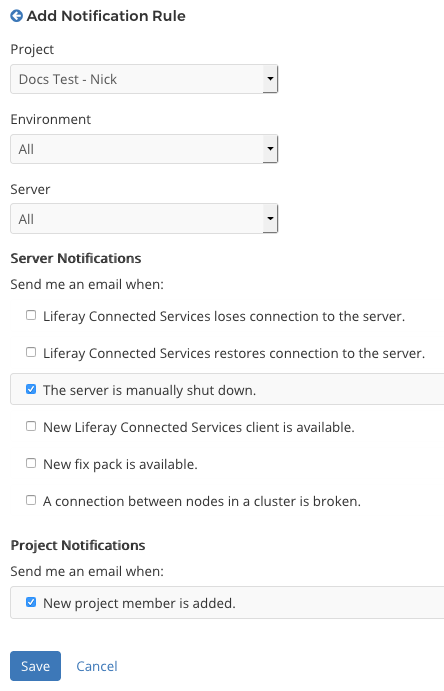 Add Notification Rule
Project
Docs Test - Nick
Environment
All
Server
All
Server Notifications
Send me an email when:
Liferay Connected Services loses connection to the server.
Liferay Connected Services restores connection to the server.
The server is manually shut down.
New Liferay Connected Services client is available.
New fix pack is available.
A connection between nodes in a cluster is broken.
Project Notifications
Send me an email when:
New project member is added.
Save Cancel